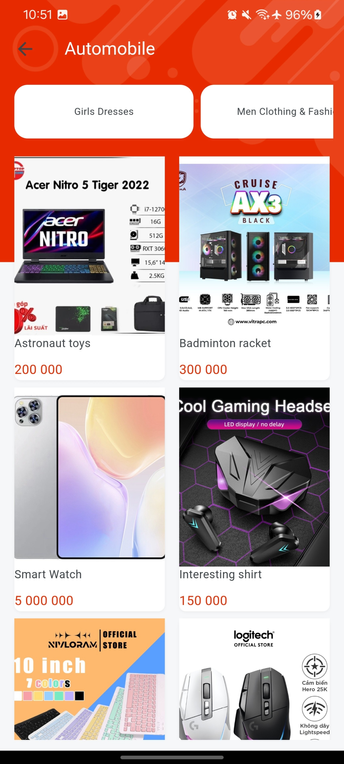 10:51
96%
Automobile
Girls Dresses
Men Clothing & Fashi
Acer Nitro 5 Tiger 2022
acer
NITRO
i7-1270
16G
512G
RTX 306
15,6"14
2.5KG
góp
0%
LÃI SUẤT
Astronaut toys
200 000
CRUISE
AX3
BLACK
www.vitrapc.com
Badminton racket
300 000
Smart Watch
5 000 000
Cool Gaming Headse
LED display / no delay
Interesting shirt
150 000
NIVLORAM
OFFICIAL
STORE
10 inch
7 colors
logitech
OFFICIAL STORE
Cảm biến
Hero 25K
Không dây
Lightspeed